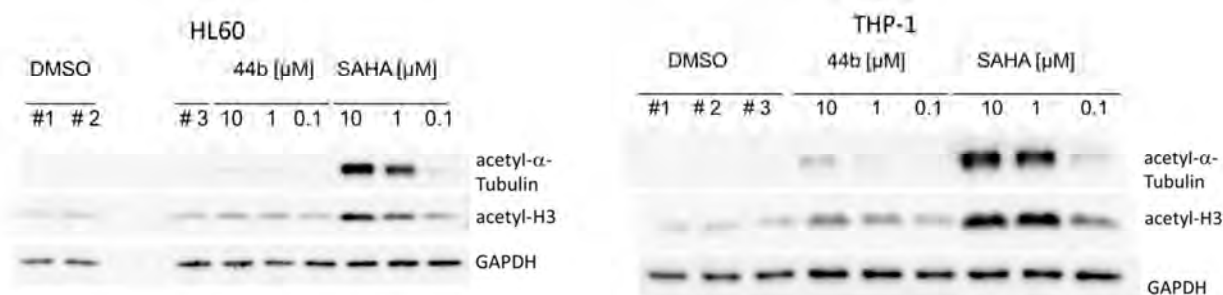 HL60
DMSO 44b [µM] SAHA [µM]
#1 # 2 # 3 10 1 0.1 10 1 0.1
acetyl-α-
Tubulin
acetyl-H3
GAPDH
THP-1
DMSO 44b [µM] SAHA [µM]
#1 # 2 # 3 10 1 0.1 10 1 0.1
acetyl-α-
Tubulin
acetyl-H3
GAPDH